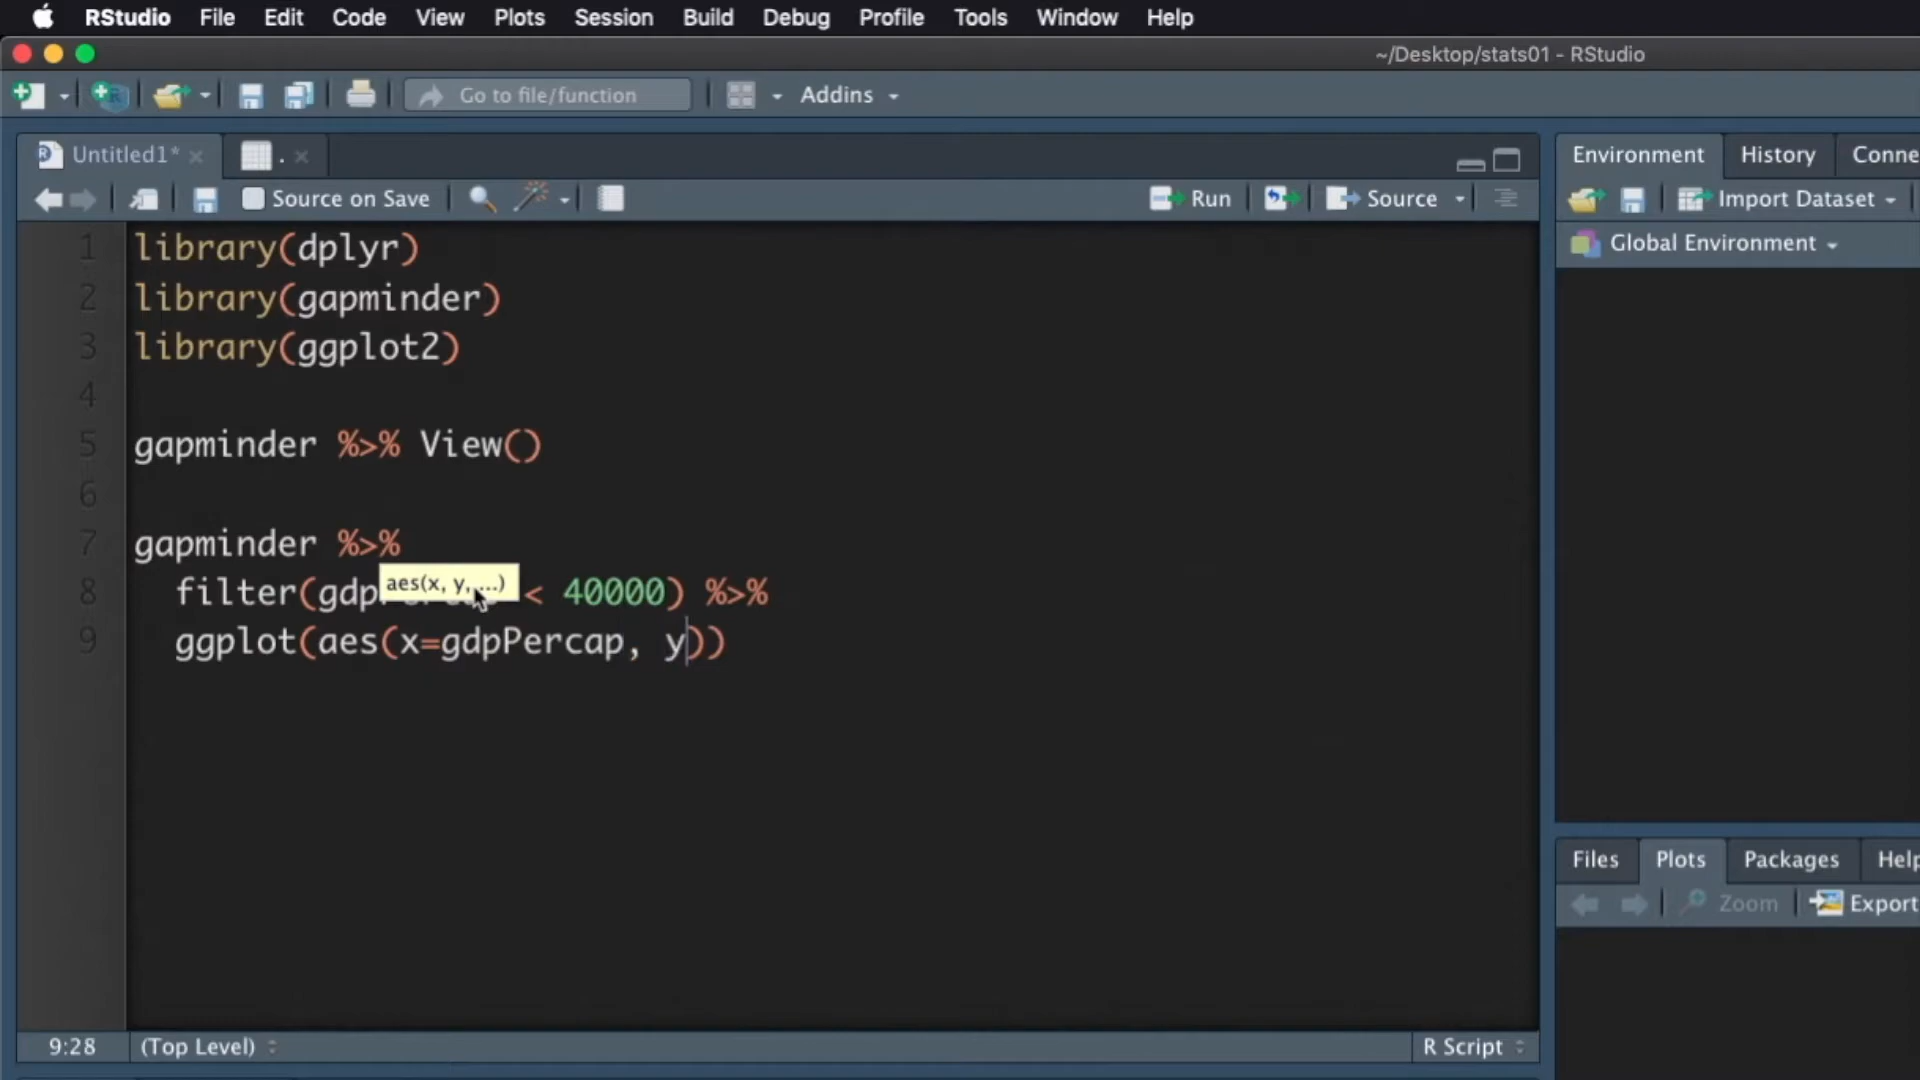 RStudio File Edit Code View Plots Session Build Debug Profile Tools Window Help
~/Desktop/stats01 - RStudio
Go to file/function Addins
Untitled1* .
Source on Save Run Source
1 library(dplyr)
2 library(gapminder)
3 library(ggplot2)
4
5 gapminder %>% View()
6
7 gapminder %>%
aes(x, y, ...)
8 filter(gdpPercap < 40000) %>%
9 ggplot(aes(x=gdpPercap, y))
9:28 (Top Level) R Script
Environment History Conne
Import Dataset
Global Environment
Files Plots Packages Help
Zoom Export